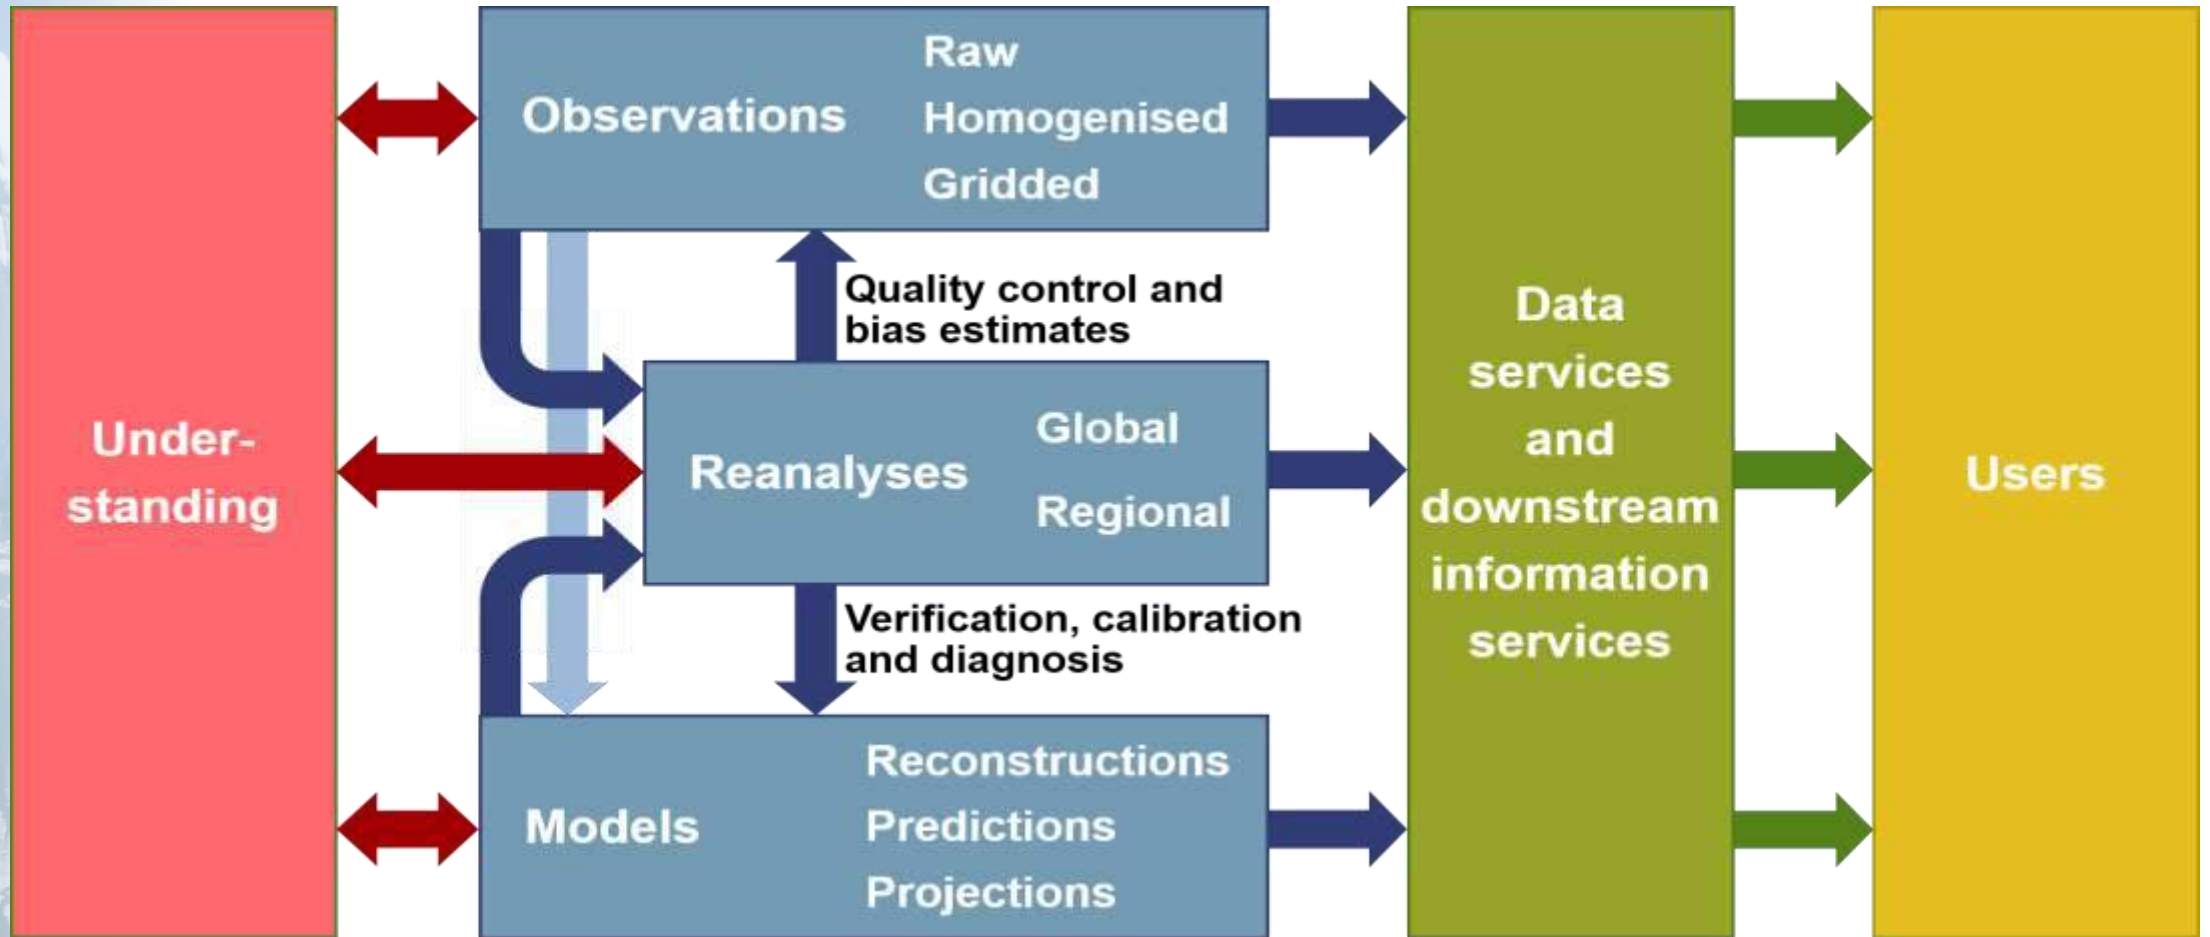 Under-
standing
Observations
Raw
Homogenised
Gridded
Quality control and
bias estimates
Reanalyses
Global
Regional
Verification, calibration
and diagnosis
Models
Reconstructions
Predictions
Projections
Data
services
and
downstream
information
services
Users